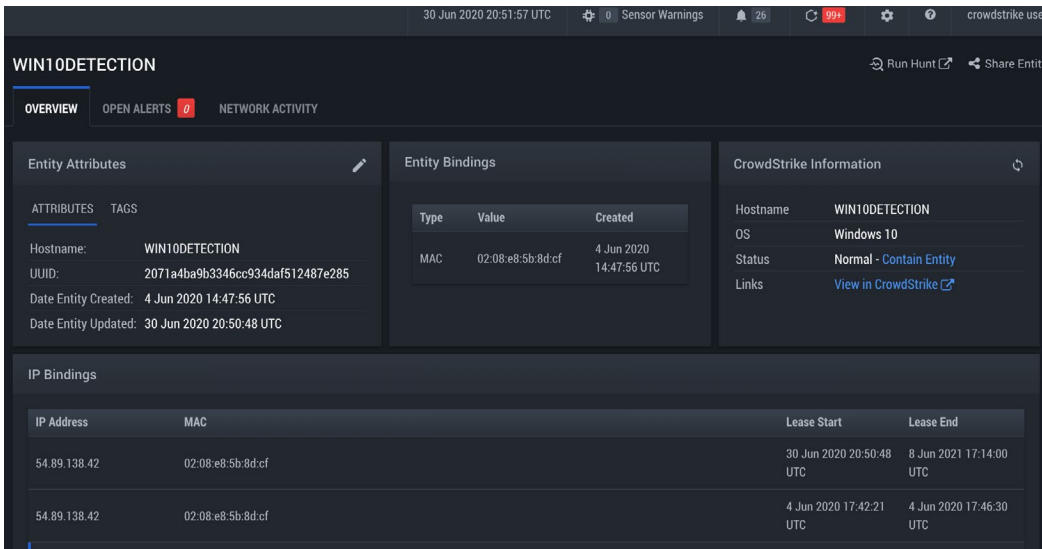 30 Jun 2020 20:51:57 UTC 0 Sensor Warnings 26 99+ crowdstrike use
WIN10DETECTION Run Hunt Share Entit
OVERVIEW OPEN ALERTS 0 NETWORK ACTIVITY
Entity Attributes
ATTRIBUTES TAGS
Hostname: WIN10DETECTION
UUID: 2071a4ba9b3346cc934daf512487e285
Date Entity Created: 4 Jun 2020 14:47:56 UTC
Date Entity Updated: 30 Jun 2020 20:50:48 UTC
Entity Bindings
Type Value Created
MAC 02:08:e8:5b:8d:cf 4 Jun 2020
14:47:56 UTC
CrowdStrike Information
Hostname WIN10DETECTION
OS Windows 10
Status Normal - Contain Entity
Links View in CrowdStrike
IP Bindings
IP Address MAC Lease Start Lease End
54.89.138.42 02:08:e8:5b:8d:cf 30 Jun 2020 20:50:48 8 Jun 2021 17:14:00
UTC UTC
54.89.138.42 02:08:e8:5b:8d:cf 4 Jun 2020 17:42:21 4 Jun 2020 17:46:30
UTC UTC